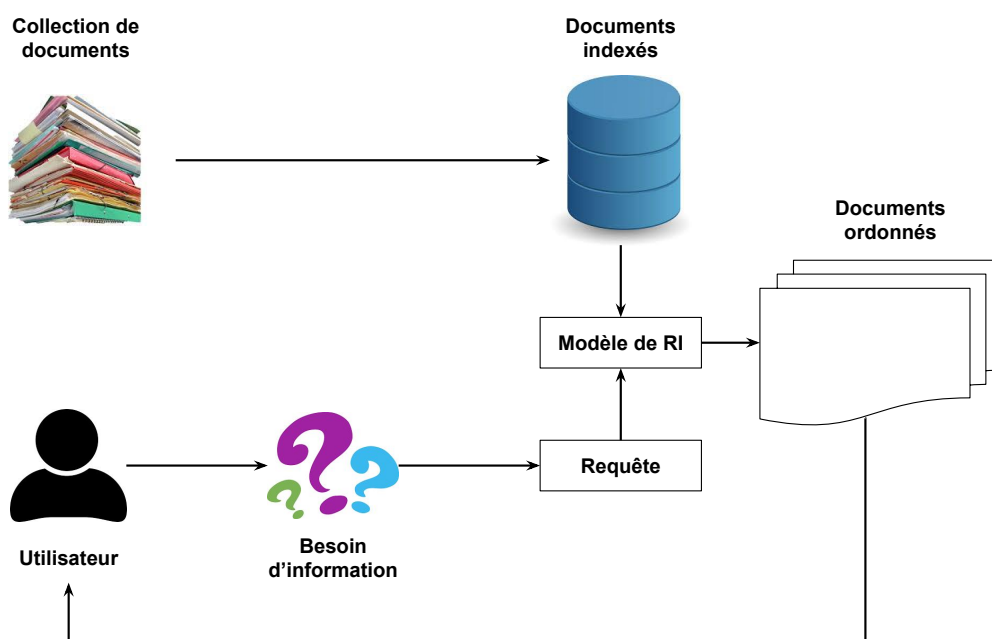 Collection de
documents
Documents
indexés
Documents
ordonnés
Modèle de RI
Requête
Utilisateur
Besoin
d'information